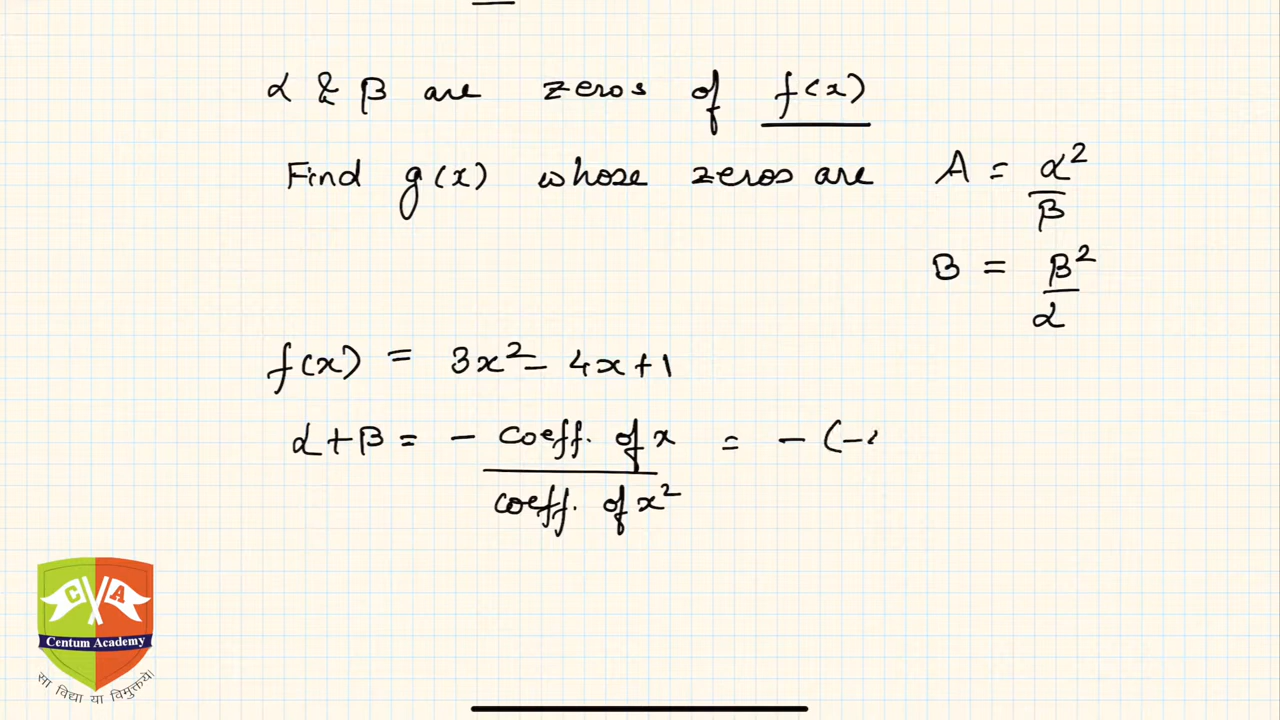 α & β are zeros of f(x)
Find g(x) whose zeros are A = α²/β
B = β²/α
f(x) = 3x² - 4x + 1
α + β = - coeff. of x / coeff. of x² = - (-
C A
Centum Academy
सा विद्या या विमुक्तये।